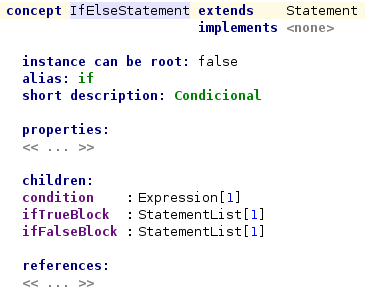 concept IfElseStatement extends Statement
implements <none>
instance can be root: false
alias: if
short description: Condicional
properties:
<< ... >>
children:
condition : Expression[1]
ifTrueBlock : StatementList[1]
ifFalseBlock : StatementList[1]
references:
<< ... >>